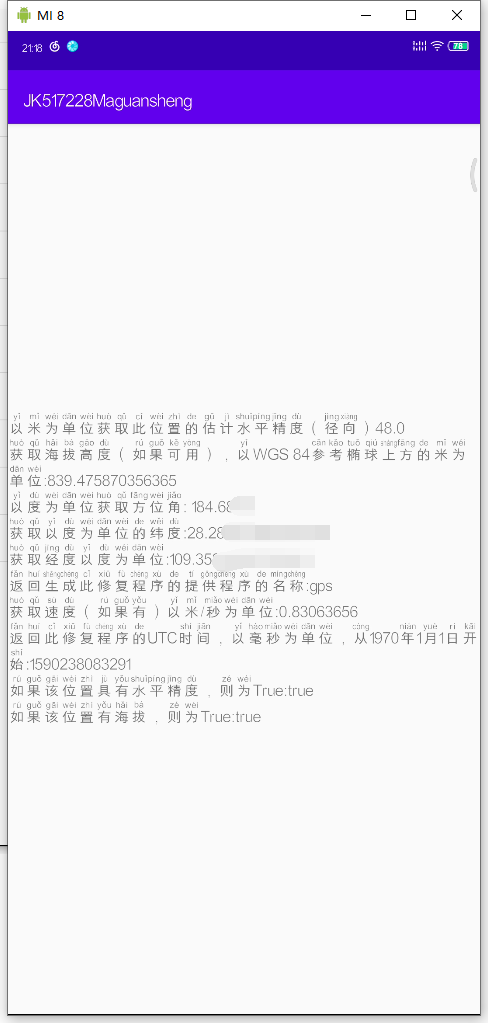 MI 8
21:18 78
JK517228Maguansheng
yǐ mǐ wéi dān wèi huò qǔ cǐ wèi zhì de gū jì shuǐpíng jīng dù jìngxiàng
以米为单位获取此位置的估计水平精度（径向）48.0
huò qǔ hǎi bá gāo dù rú guǒ kě yòng yǐ cān kǎo tuǒ qiú shàngfāng de mǐ wéi
获取海拔高度（如果可用），以WGS 84参考椭球上方的米为
dān wèi
单位:839.475870356365
yǐ dù wéi dān wèi huò qǔ fāng wèi jiǎo
以度为单位获取方位角: 184.68
huò qǔ yǐ dù wéi dān wèi de wěi dù
获取以度为单位的纬度:28.28
huò qǔ jīng dù yǐ dù wéi dān wèi
获取经度以度为单位:109.35
fǎn huí shēngchéng cǐ xiū fù chéng xù de tí gōngchéng xù de míngchēng
返回生成此修复程序的提供程序的名称:gps
huò qǔ sù dù rú guǒ yǒu yǐ mǐ miǎo wéi dān wèi
获取速度（如果有）以米/秒为单位:0.83063656
fǎn huí cǐ xiū fù chéng xù de shí jiān yǐ háo miǎo wéi dān wèi cóng nián yuè rì kāi
返回此修复程序的UTC时间，以毫秒为单位，从1970年1月1日开
shǐ
始:1590238083291
rú guǒ gāi wèi zhì jù yǒu shuǐpíng jīng dù zé wéi
如果该位置具有水平精度，则为True:true
rú guǒ gāi wèi zhì yǒu hǎi bá zé wéi
如果该位置有海拔，则为True:true